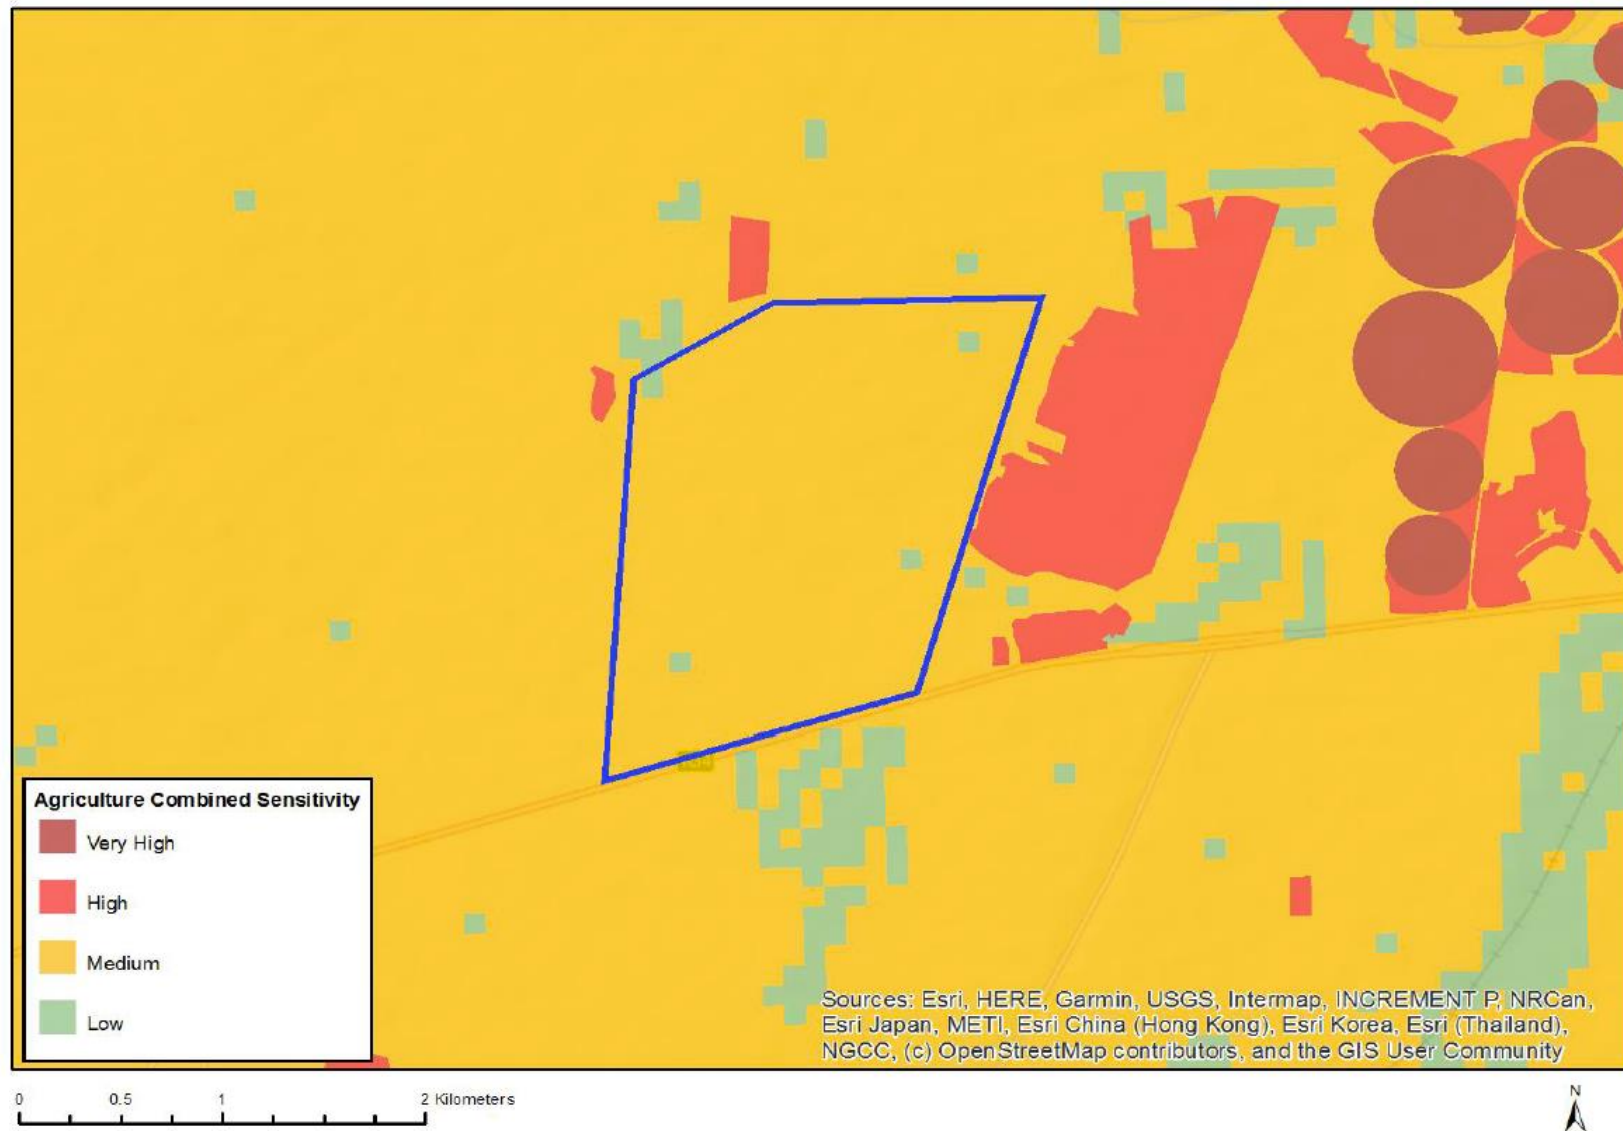 Agriculture Combined Sensitivity
Very High
High
Medium
Low
Sources: Esri, HERE, Garmin, USGS, Intermap, INCREMENT P, NRCan,
Esri Japan, METI, Esri China (Hong Kong), Esri Korea, Esri (Thailand),
NGCC, (c) OpenStreetMap contributors, and the GIS User Community
0 0.5 1 2 Kilometers
N